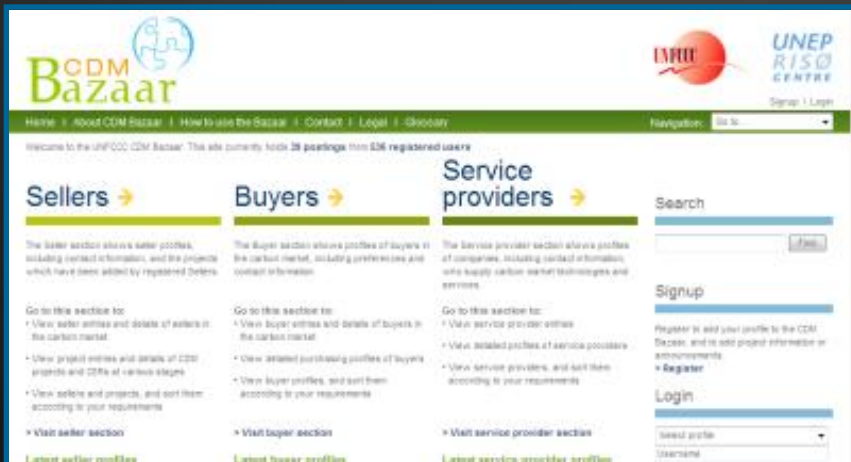 CDM
Bazaar
UNFCCC
UNEP
RISØ
CENTRE
Signup | Login
Home | About CDM Bazaar | How to use the Bazaar | Contact | Legal | Glossary
Navigation: Go to...
Welcome to the UNFCCC CDM Bazaar. This site currently holds 39 postings from 536 registered users
Sellers
The Seller section shows seller profiles,
including contact information, and the projects
which have been added by registered Sellers.
Go to this section to:
• View seller entries and details of sellers in
the carbon market
• View project entries and details of CDM
projects and CERs at various stages
• View sellers and projects, and sort them
according to your requirements
» Visit seller section
Latest seller profiles
Buyers
The Buyer section shows profiles of buyers in
the carbon market, including preferences and
contact information.
Go to this section to:
• View buyer entries and details of buyers in
the carbon market
• View detailed purchasing profiles of buyers
• View buyer profiles, and sort them
according to your requirements
» Visit buyer section
Latest buyer profiles
Service
providers
The Service provider section shows profiles
of companies, including contact information,
who supply carbon market technologies and
services.
Go to this section to:
• View service provider entries
• View detailed profiles of service providers
• View service providers, and sort them
according to your requirements
» Visit service provider section
Latest service provider profiles
Search
Find
Signup
Register to add your profile to the CDM
Bazaar, and to add project information or
announcements.
» Register
Login
Select profile
Username